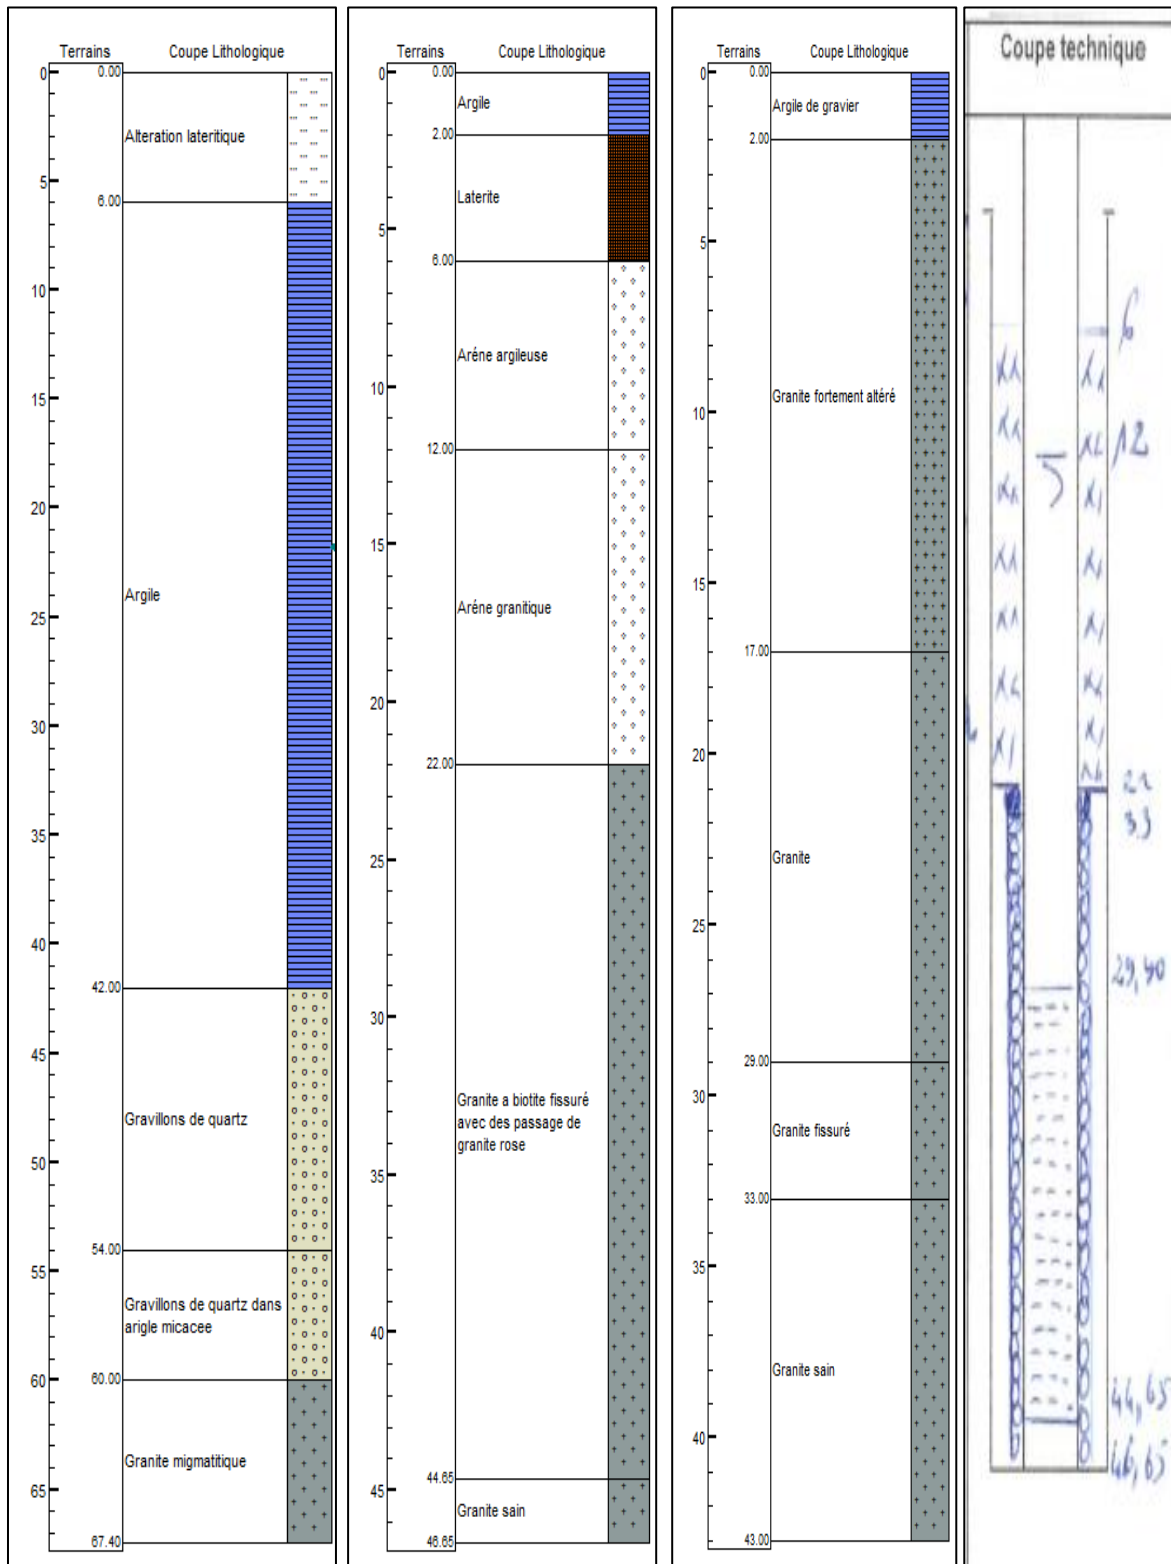 Terrains Coupe Lithologique
0
0.00
Alteration lateritique
5
6.00
10
15
20
Argile
25
30
35
40
42.00
45
Gravillons de quartz
50
54.00
55
Gravillons de quartz dans
arigle micacee
60
60.00
Granite migmatitique
65
67.40
Terrains Coupe Lithologique
0
0.00
Argile
2.00
Laterite
5
6.00
Aréne argileuse
10
12.00
15
Aréne granitique
20
22.00
25
30
Granite a biotite fissuré
avec des passage de
granite rose
35
40
44.65
45
Granite sain
46.65
Terrains Coupe Lithologique
0
0.00
Argile de gravier
2.00
5
Granite fortement altéré
10
15
17.00
20
Granite
25
29.00
30
Granite fissuré
33.00
35
Granite sain
40
43.00
Coupe technique
6
12
29,90
44,65
46,65